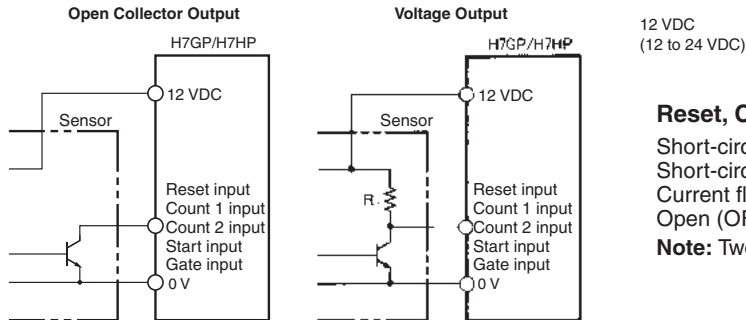 Open Collector Output
H7GP/H7HP
12 VDC
Sensor
Reset input
Count 1 input
Count 2 input
Start input
Gate input
0 V
Voltage Output
H7GP/H7HP
12 VDC
Sensor
R
Reset input
Count 1 input
Count 2 input
Start input
Gate input
0 V
12 VDC
(12 to 24 VDC)
Reset, C
Short-circ
Short-circ
Current fl
Open (OF
Note: Tw